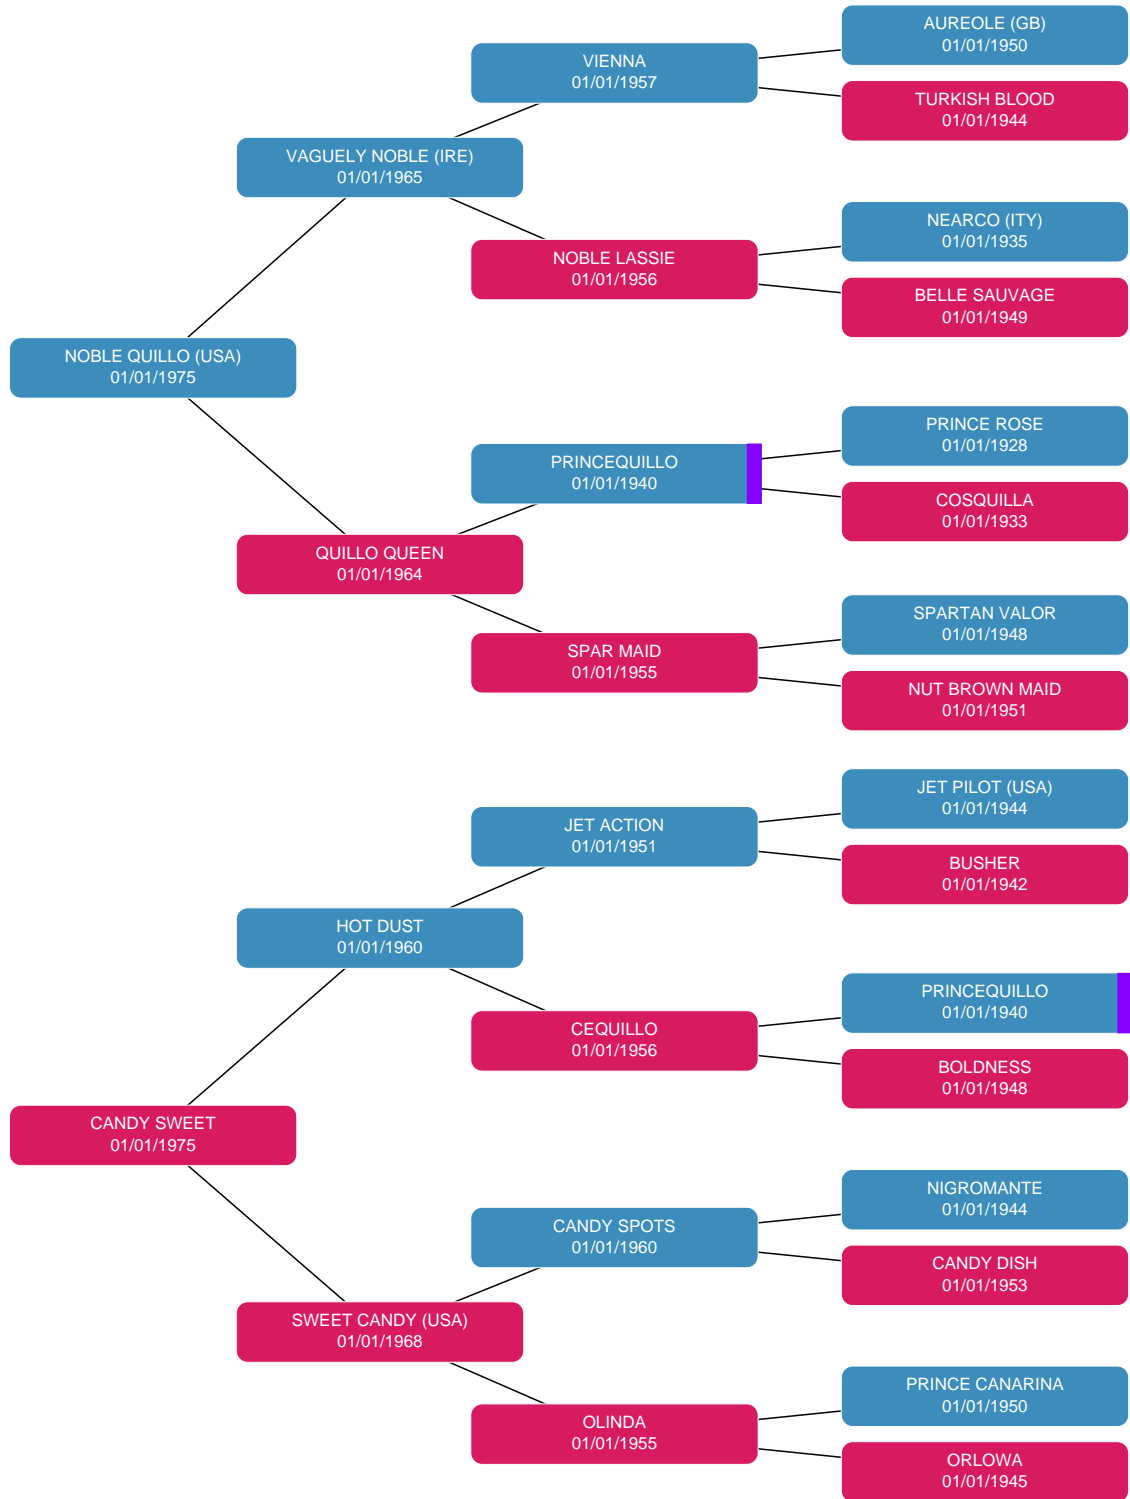 AUREOLE (GB)
01/01/1950
VIENNA
01/01/1957
TURKISH BLOOD
01/01/1944
VAGUELY NOBLE (IRE)
01/01/1965
NEARCO (ITY)
01/01/1935
NOBLE LASSIE
01/01/1956
BELLE SAUVAGE
01/01/1949
NOBLE QUILLO (USA)
01/01/1975
PRINCE ROSE
01/01/1928
PRINCEQUILLO
01/01/1940
COSQUILLA
01/01/1933
QUILLO QUEEN
01/01/1964
SPARTAN VALOR
01/01/1948
SPAR MAID
01/01/1955
NUT BROWN MAID
01/01/1951
JET PILOT (USA)
01/01/1944
JET ACTION
01/01/1951
BUSHER
01/01/1942
HOT DUST
01/01/1960
PRINCEQUILLO
01/01/1940
CEQUILLO
01/01/1956
BOLDNESS
01/01/1948
CANDY SWEET
01/01/1975
NIGROMANTE
01/01/1944
CANDY SPOTS
01/01/1960
CANDY DISH
01/01/1953
SWEET CANDY (USA)
01/01/1968
PRINCE CANARINA
01/01/1950
OLINDA
01/01/1955
ORLOWA
01/01/1945